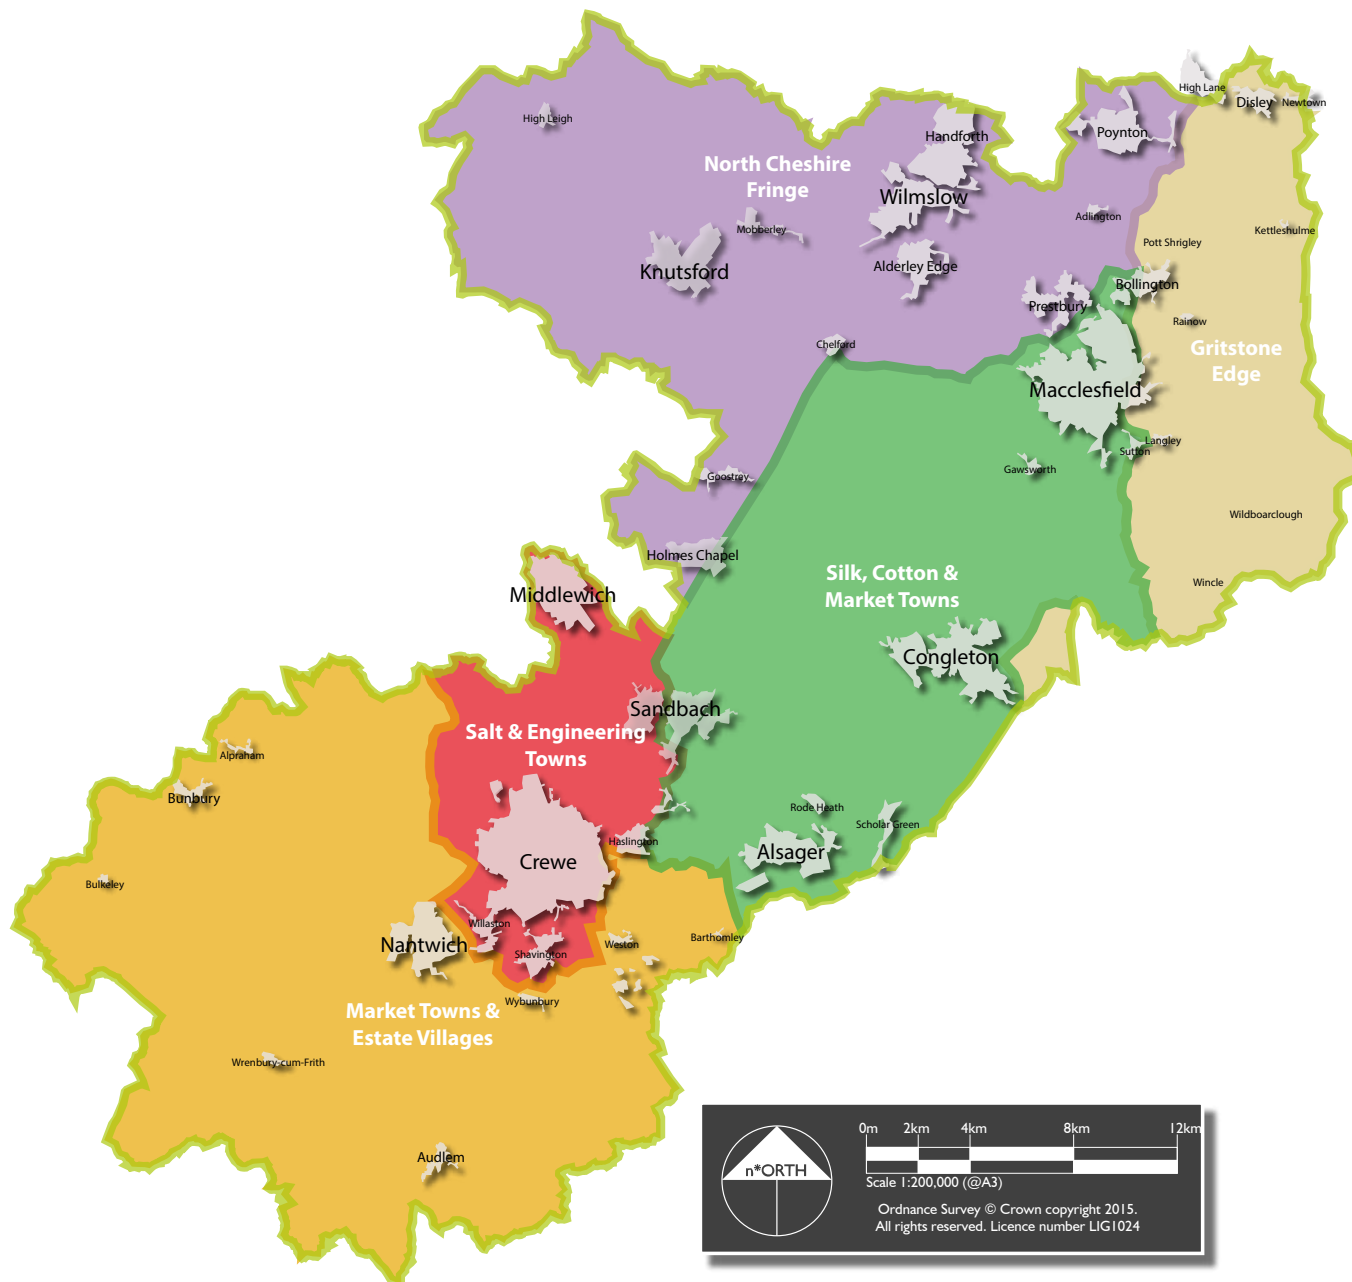 High Lane
Disley
Newtown
High Leigh
Poynton
Handforth
North Cheshire
Fringe
Wilmslow
Adlington
Mobberley
Kettleshulme
Pott Shrigley
Knutsford
Alderley Edge
Bollington
Prestbury
Rainow
Chelford
Gritstone
Edge
Macclesfield
Langley
Sutton
Gawsworth
Goostrey
Wildboarclough
Holmes Chapel
Silk, Cotton &
Market Towns
Wincle
Middlewich
Congleton
Sandbach
Salt & Engineering
Towns
Alpraham
Bunbury
Rode Heath
Scholar Green
Haslington
Alsager
Crewe
Bulkeley
Willaston
Nantwich
Weston
Barthomley
Shavington
Wybunbury
Market Towns &
Estate Villages
Wrenbury-cum-Frith
Audlem
0m 2km 4km 8km 12km
n*ORTH
Scale 1:200,000 (@A3)
Ordnance Survey © Crown copyright 2015.
All rights reserved. Licence number LIG1024